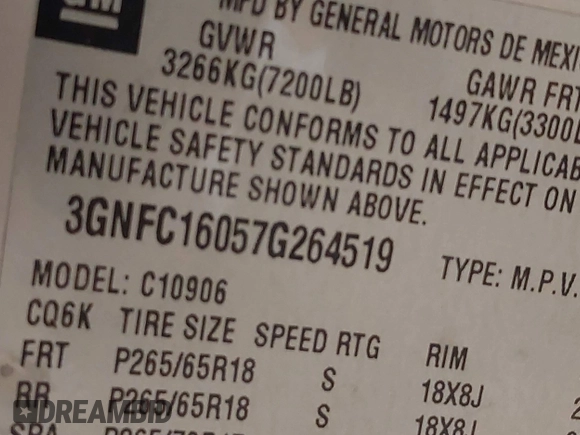 GM
MFD BY GENERAL MOTORS DE MEXI
GVWR GAWR FRT
3266KG(7200LB) 1497KG(3300L
THIS VEHICLE CONFORMS TO ALL APPLICAB
VEHICLE SAFETY STANDARDS IN EFFECT ON
MANUFACTURE SHOWN ABOVE.
3GNFC16057G264519 TYPE: M.P.V.
MODEL: C10906
CQ6K TIRE SIZE SPEED RTG RIM
FRT P265/65R18 S 18X8J
RR P265/65R18 S 18X8J
DREAMBID